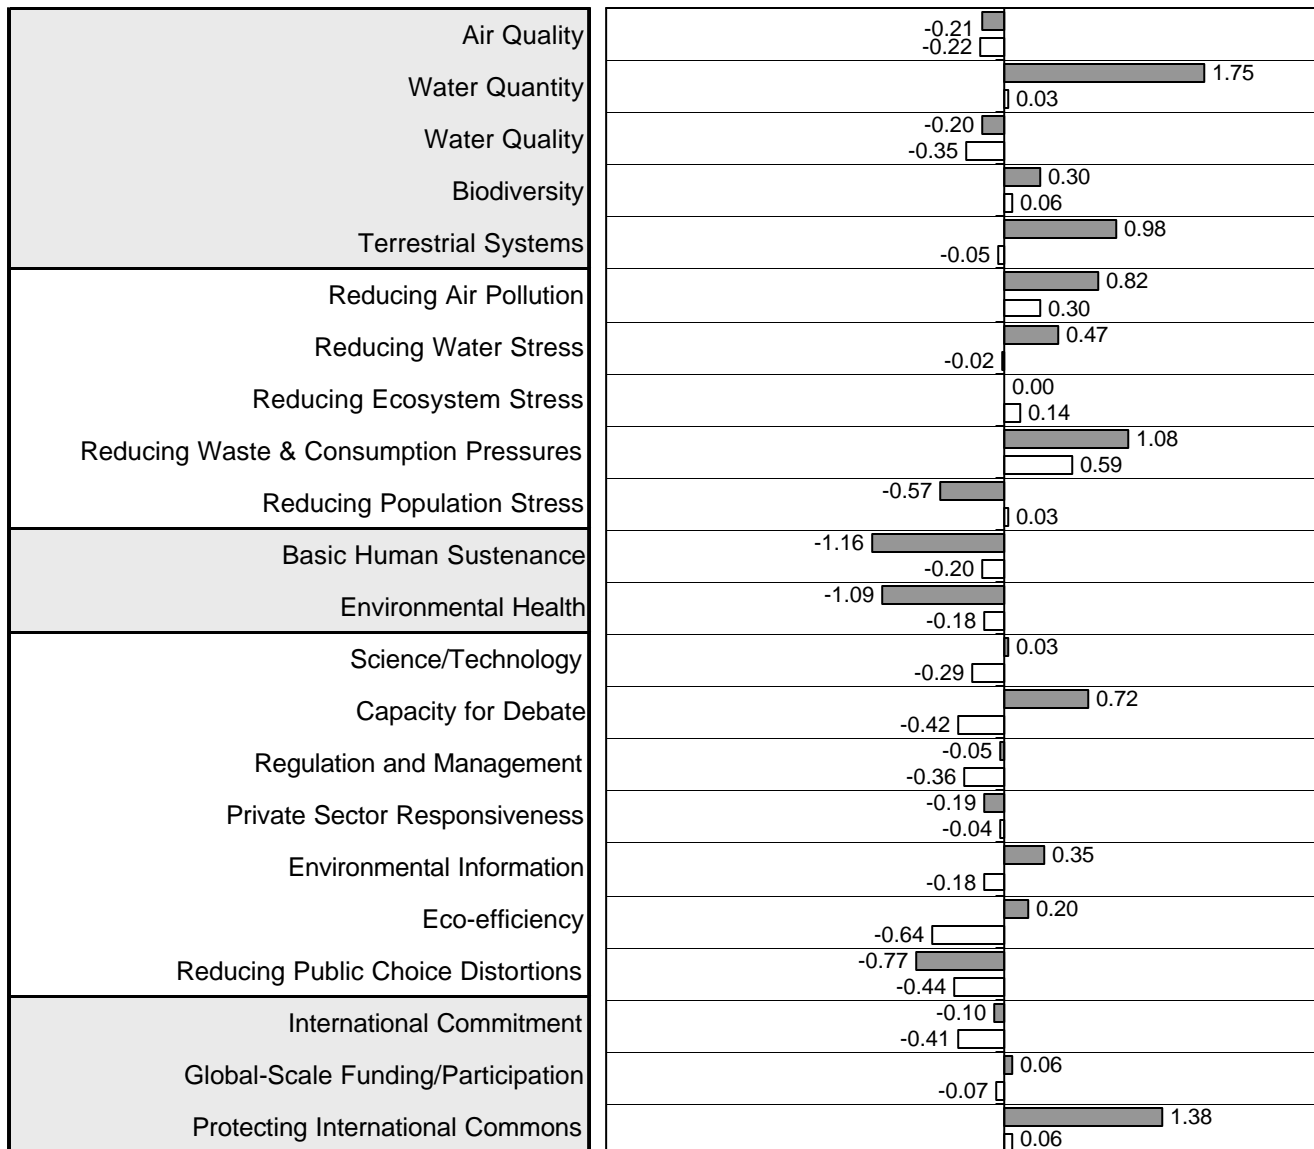 Air Quality
-0.21
-0.22
Water Quantity
1.75
0.03
Water Quality
-0.20
-0.35
Biodiversity
0.30
0.06
Terrestrial Systems
0.98
-0.05
Reducing Air Pollution
0.82
0.30
Reducing Water Stress
0.47
-0.02
Reducing Ecosystem Stress
0.00
0.14
Reducing Waste & Consumption Pressures
1.08
0.59
Reducing Population Stress
-0.57
0.03
Basic Human Sustenance
-1.16
-0.20
Environmental Health
-1.09
-0.18
Science/Technology
0.03
-0.29
Capacity for Debate
0.72
-0.42
Regulation and Management
-0.05
-0.36
Private Sector Responsiveness
-0.19
-0.04
Environmental Information
0.35
-0.18
Eco-efficiency
0.20
-0.64
Reducing Public Choice Distortions
-0.77
-0.44
International Commitment
-0.10
-0.41
Global-Scale Funding/Participation
0.06
-0.07
Protecting International Commons
1.38
0.06